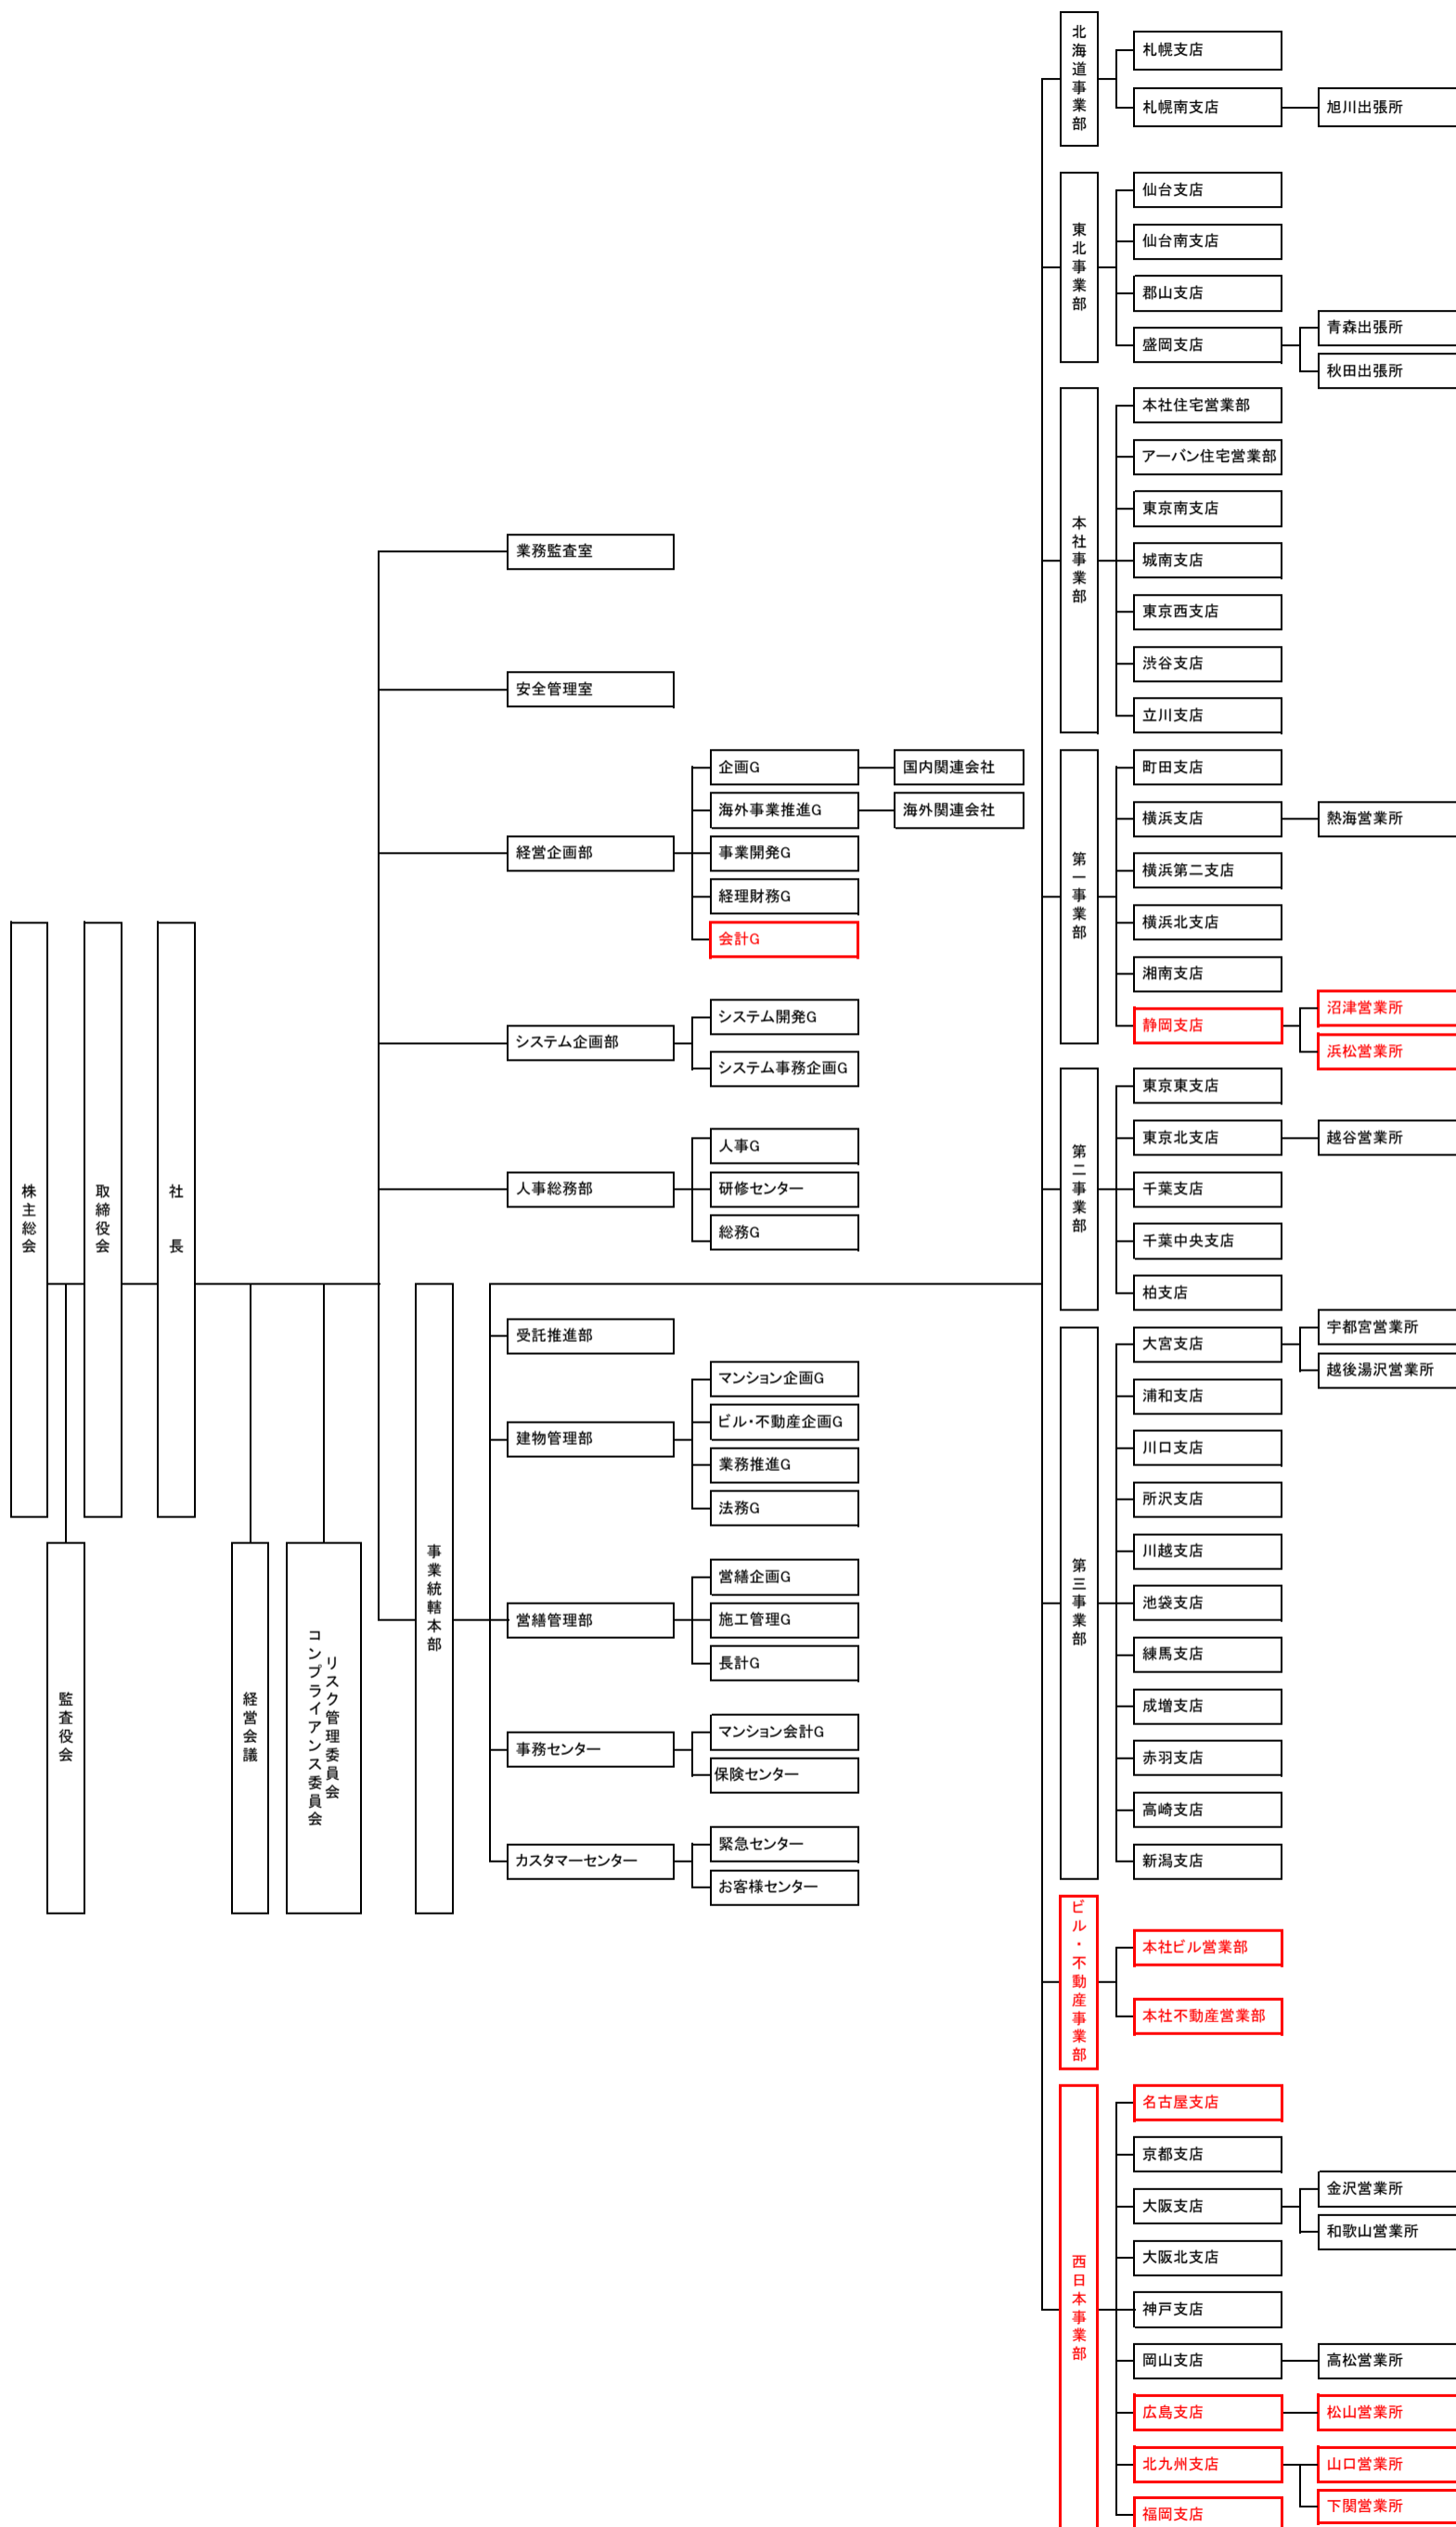 株主総会
監査役会
取締役会
社長
経営会議
リスク管理委員会
コンプライアンス委員会
業務監査室
安全管理室
経営企画部
企画G
国内関連会社
海外事業推進G
海外関連会社
事業開発G
経理財務G
会計G
システム企画部
システム開発G
システム事務企画G
人事総務部
人事G
研修センター
総務G
事業統轄本部
受託推進部
建物管理部
マンション企画G
ビル・不動産企画G
業務推進G
法務G
営繕管理部
営繕企画G
施工管理G
長計G
事務センター
マンション会計G
保険センター
カスタマーセンター
緊急センター
お客様センター
北海道事業部
札幌支店
札幌南支店
旭川出張所
東北事業部
仙台支店
仙台南支店
郡山支店
盛岡支店
青森出張所
秋田出張所
本社事業部
本社住宅営業部
アーバン住宅営業部
東京南支店
城南支店
東京西支店
渋谷支店
立川支店
第一事業部
町田支店
横浜支店
熱海営業所
横浜第二支店
横浜北支店
湘南支店
静岡支店
沼津営業所
浜松営業所
第二事業部
東京東支店
東京北支店
越谷営業所
千葉支店
千葉中央支店
柏支店
第三事業部
大宮支店
宇都宮営業所
越後湯沢営業所
浦和支店
川口支店
所沢支店
川越支店
池袋支店
練馬支店
成増支店
赤羽支店
高崎支店
新潟支店
ビル・不動産事業部
本社ビル営業部
本社不動産営業部
西日本事業部
名古屋支店
京都支店
大阪支店
金沢営業所
和歌山営業所
大阪北支店
神戸支店
岡山支店
高松営業所
広島支店
松山営業所
北九州支店
山口営業所
下関営業所
福岡支店